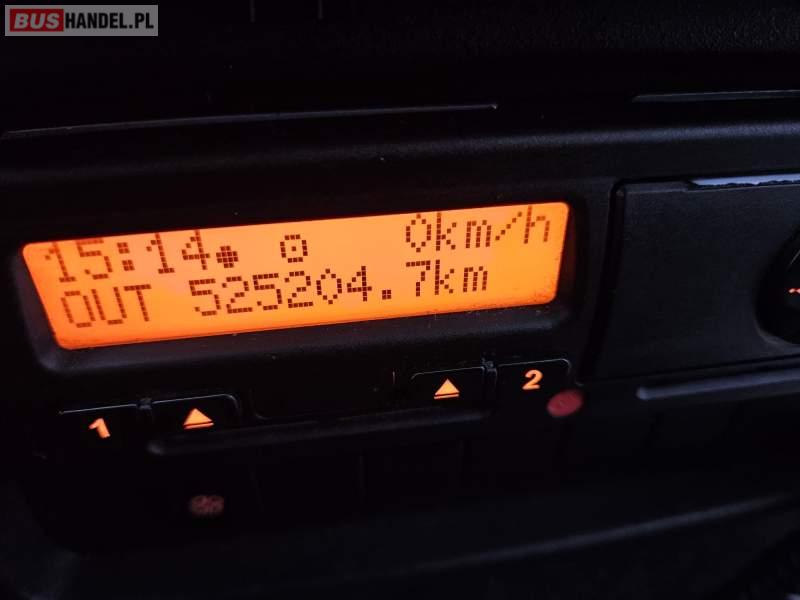 BUSHANDEL.PL
15:14 0km/h
OUT 525204.7km
1 2